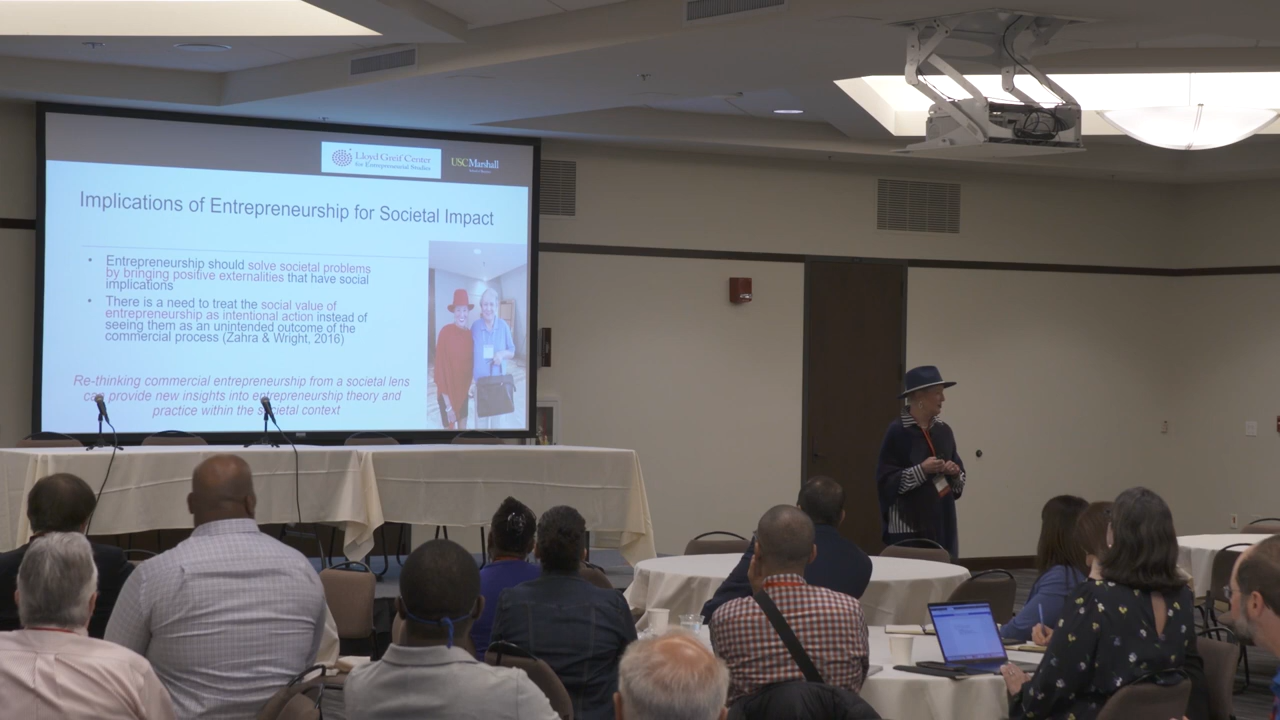 Lloyd Greif Center
for Entrepreneurial Studies
USC Marshall
Implications of Entrepreneurship for Societal Impact
• Entrepreneurship should solve societal problems
by bringing positive externalities that have social
implications
• There is a need to treat the social value of
entrepreneurship as intentional action instead of
seeing them as an unintended outcome of the
commercial process (Zahra & Wright, 2016)
Re-thinking commercial entrepreneurship from a societal lens
can provide new insights into entrepreneurship theory and
practice within the societal context